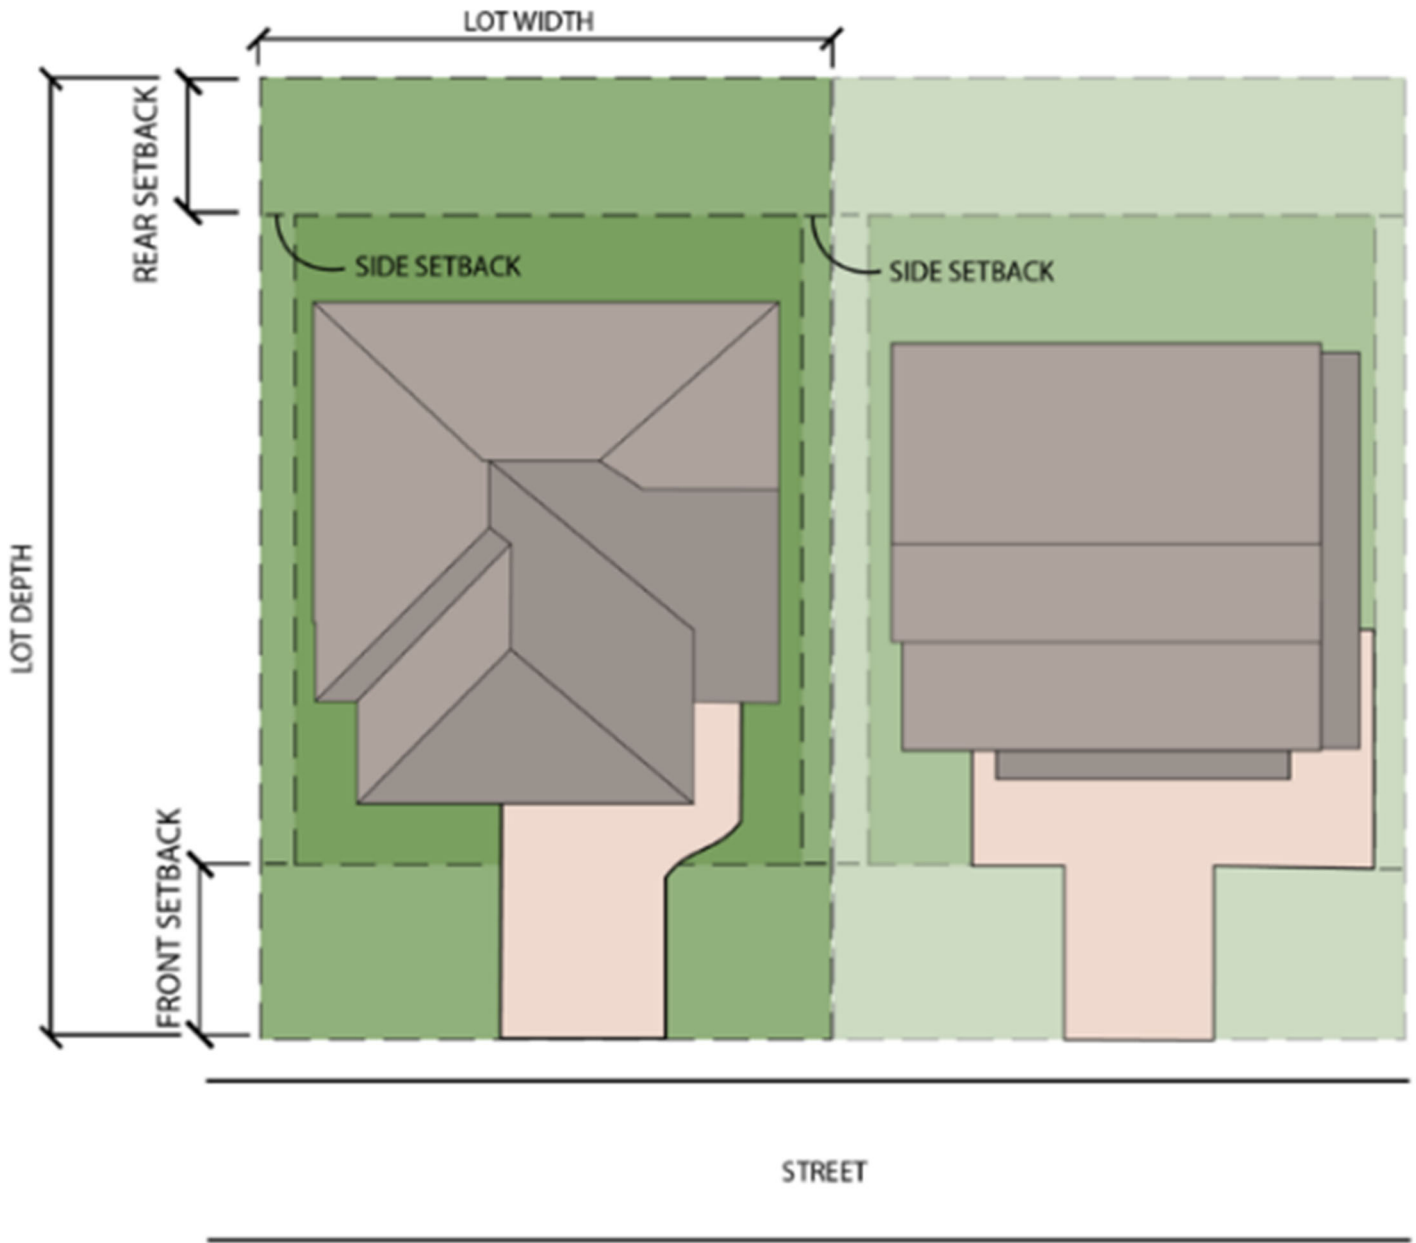 LOT WIDTH
REAR SETBACK
SIDE SETBACK
SIDE SETBACK
LOT DEPTH
FRONT SETBACK
STREET